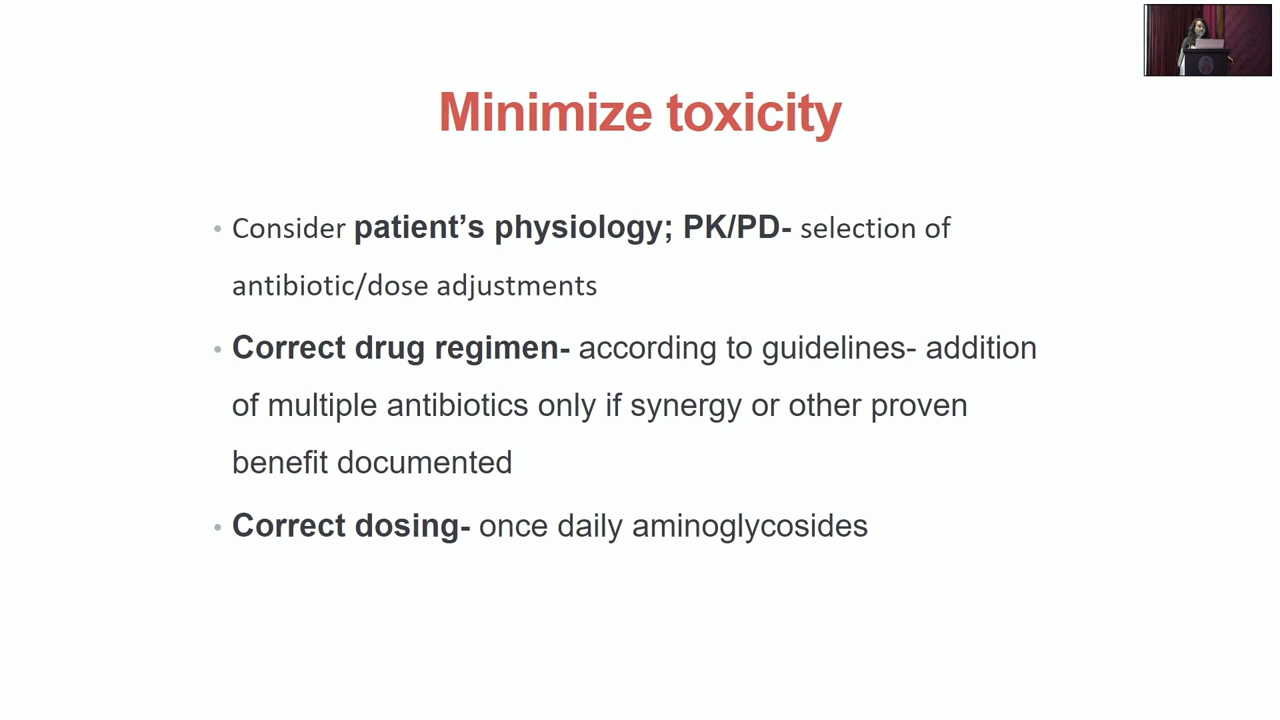 Minimize toxicity
• Consider patient’s physiology; PK/PD- selection of
antibiotic/dose adjustments
• Correct drug regimen- according to guidelines- addition
of multiple antibiotics only if synergy or other proven
benefit documented
• Correct dosing- once daily aminoglycosides